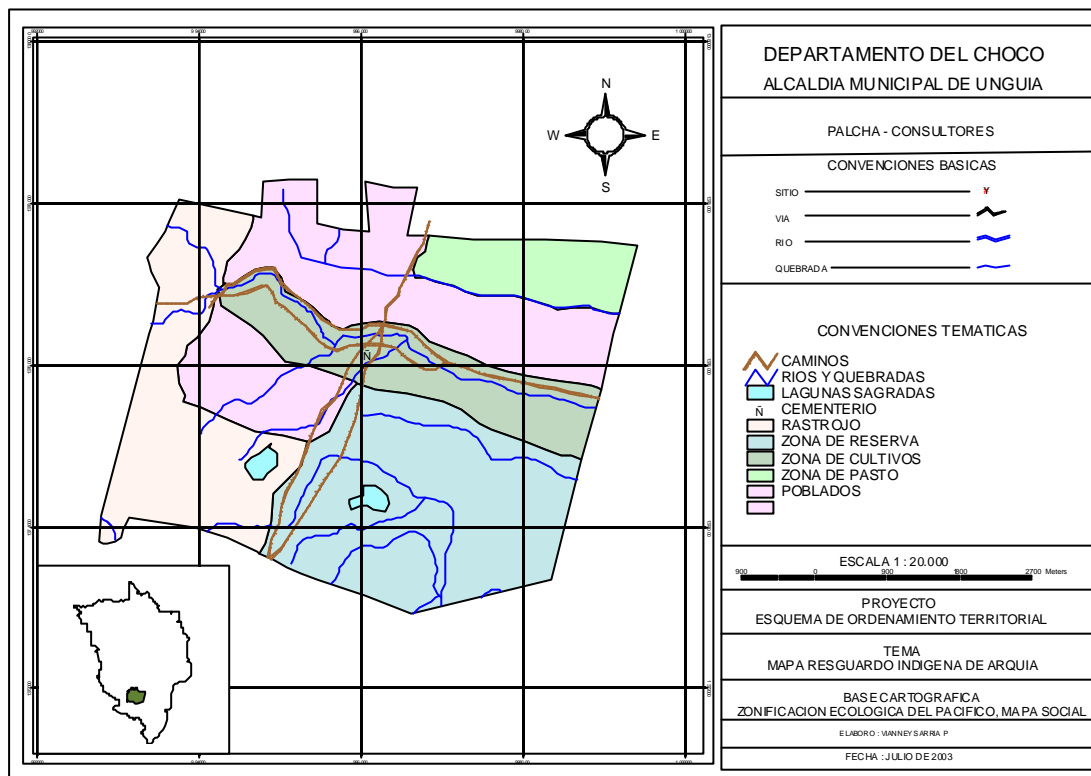 N
W E
S
Ñ
DEPARTAMENTO DEL CHOCO
ALCALDIA MUNICIPAL DE UNGUIA
PALCHA - CONSULTORES
CONVENCIONES BASICAS
SITIO
VIA
RIO
QUEBRADA
CONVENCIONES TEMATICAS
CAMINOS
RIOS Y QUEBRADAS
LAGUNAS SAGRADAS
Ñ CEMENTERIO
RASTROJO
ZONA DE RESERVA
ZONA DE CULTIVOS
ZONA DE PASTO
POBLADOS
ESCALA 1 : 20.000
900 0 900 1800 2700 Meters
PROYECTO
ESQUEMA DE ORDENAMIENTO TERRITORIAL
TEMA
MAPA RESGUARDO INDIGENA DE ARQUIA
BASE CARTOGRAFICA
ZONIFICACION ECOLOGICA DEL PACIFICO, MAPA SOCIAL
ELABORO : VIANNEY SARRIA P
FECHA : JULIO DE 2003